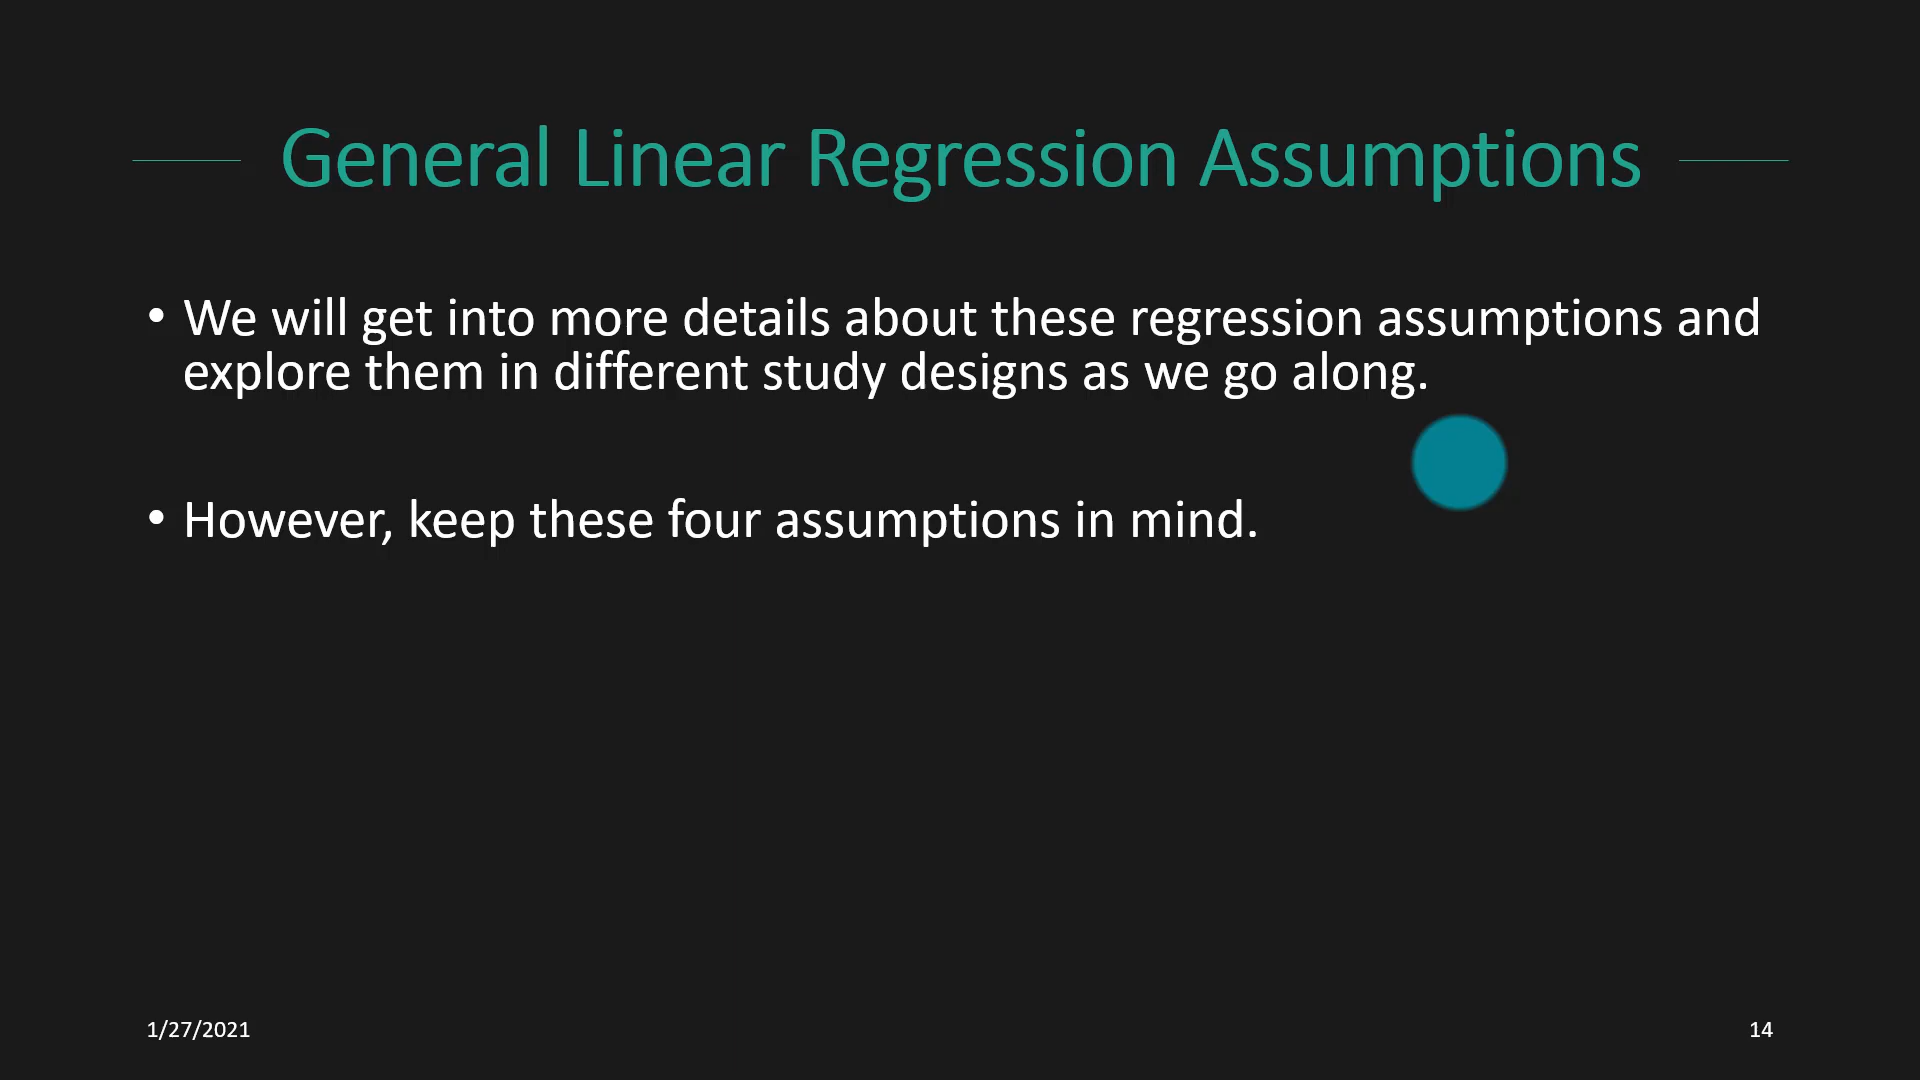 General Linear Regression Assumptions
• We will get into more details about these regression assumptions and
explore them in different study designs as we go along.
• However, keep these four assumptions in mind.
1/27/2021
14